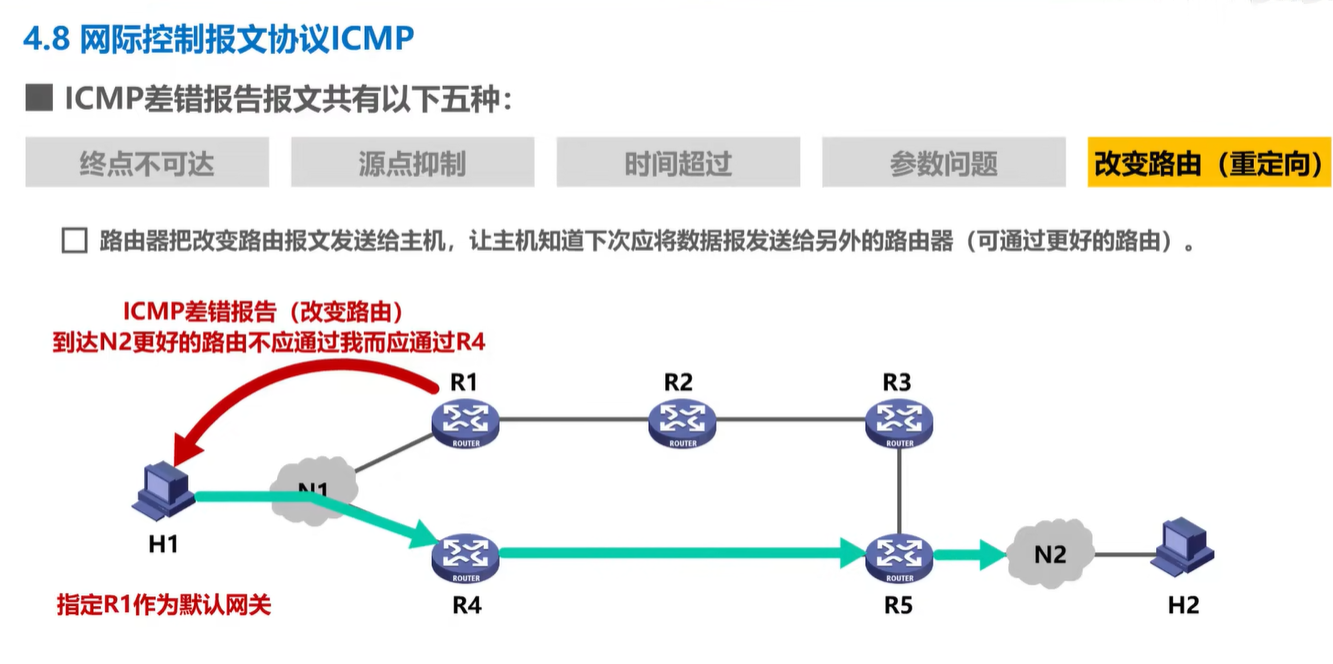 4.8 网际控制报文协议ICMP
ICMP差错报告报文共有以下五种：
终点不可达
源点抑制
时间超过
参数问题
改变路由（重定向）
路由器把改变路由报文发送给主机，让主机知道下次应将数据报发送给另外的路由器（可通过更好的路由）。
ICMP差错报告（改变路由）
到达N2更好的路由不应通过我而应通过R4
R1
R2
R3
ROUTER
ROUTER
ROUTER
N1
H1
ROUTER
ROUTER
N2
R4
R5
H2
指定R1作为默认网关